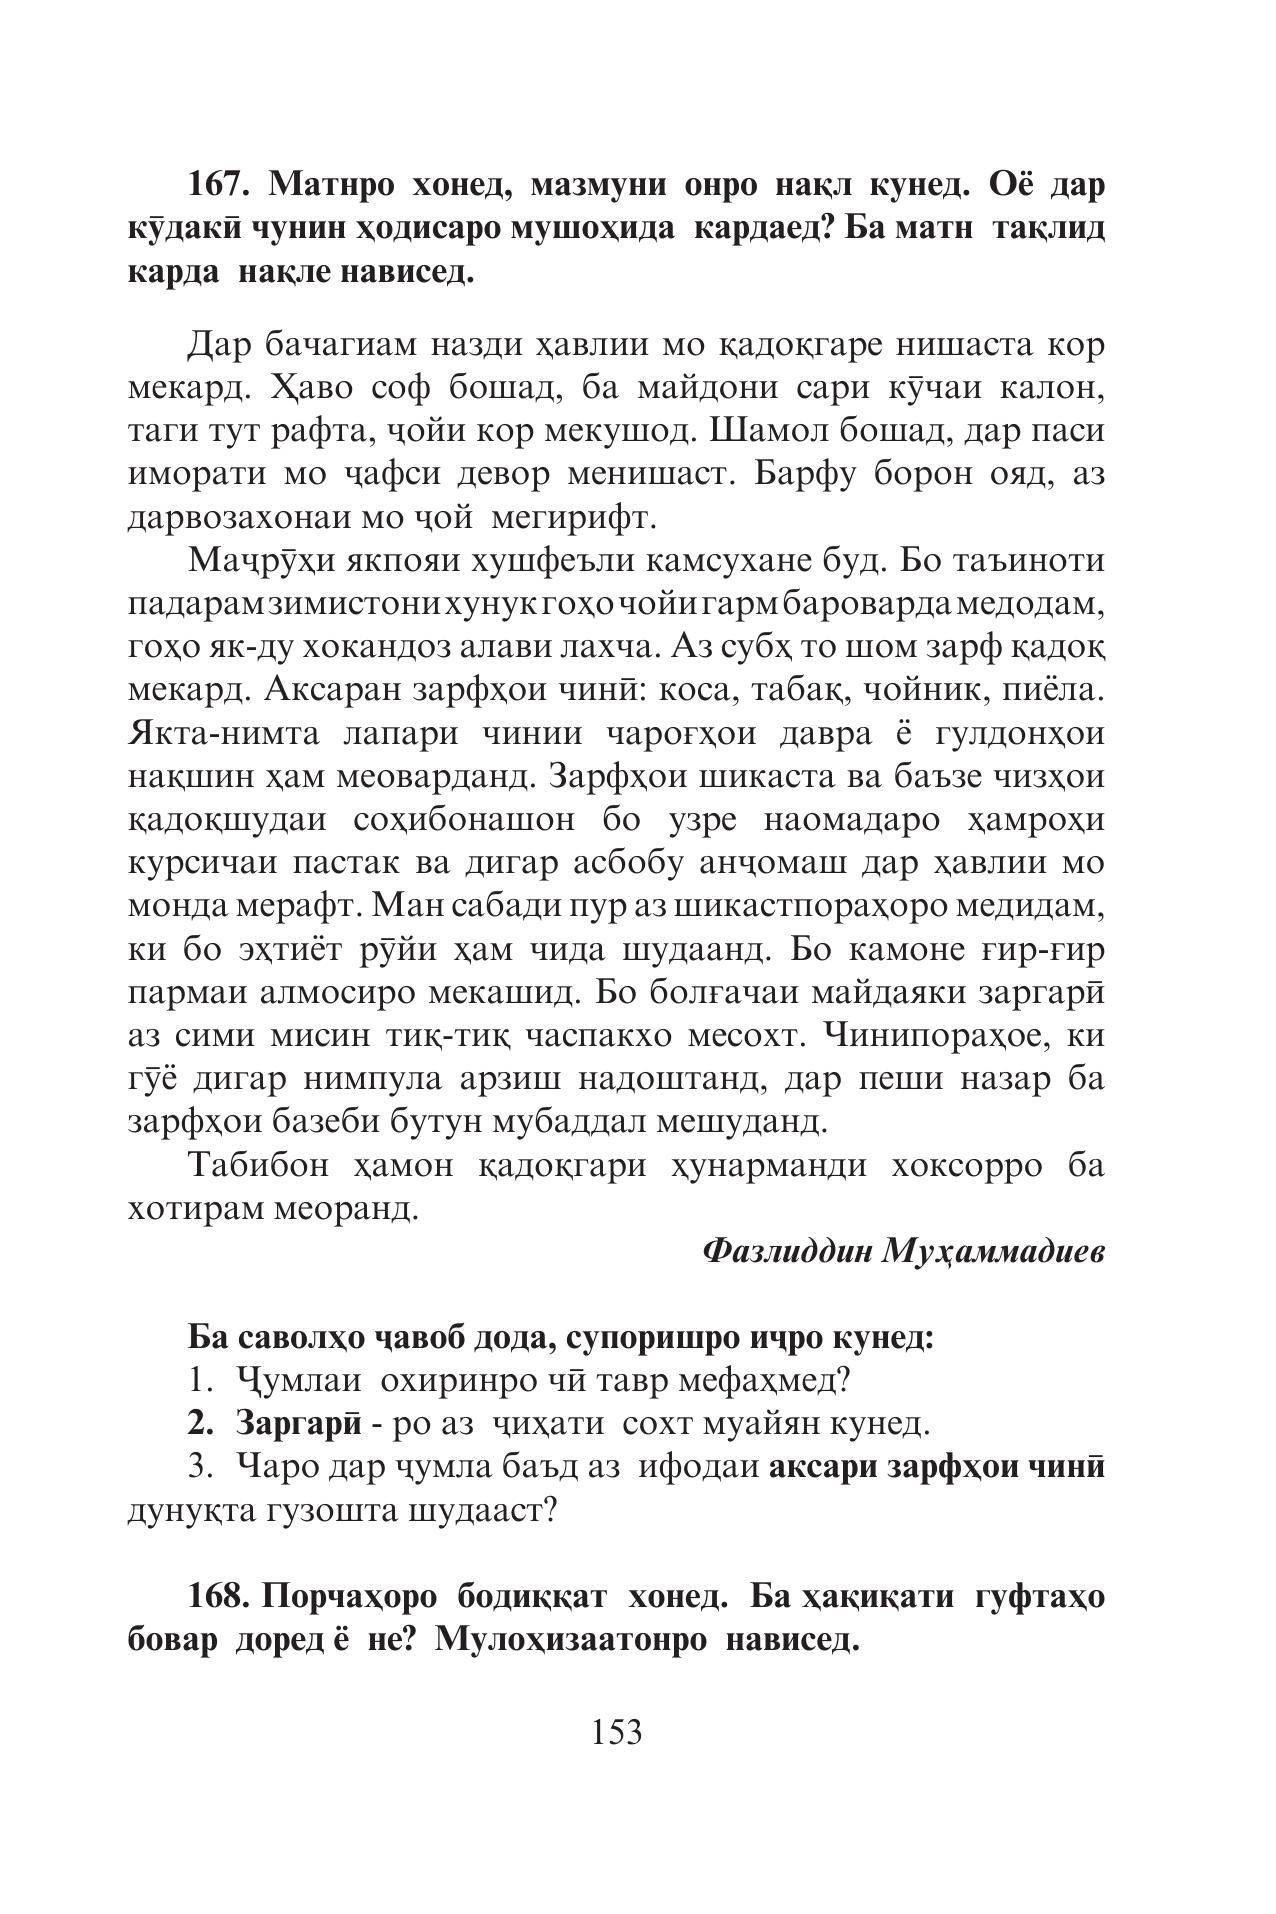 167. Матнро хонед, мазмуни онро нақл кунед. Оё дар
кӯдакӣ чунин ҳодисаро мушоҳида кардаед? Ба матн тақлид
карда нақле нависед.
Дар бачагиам назди ҳавлии мо қадоқгаре нишаста кор
мекард. Ҳаво соф бошад, ба майдони сари кӯчаи калон,
таги тут рафта, ҷойи кор мекушод. Шамол бошад, дар паси
иморати мо ҷафси девор менишаст. Барфу борон ояд, аз
дарвозахонаи мо ҷой мегирифт.
Маҷрӯҳи якпояи хушфеъли камсухане буд. Бо таъиноти
падарам зимистони хунук гоҳо чойи гарм бароварда медодам,
гоҳо як-ду хокандоз алави лахча. Аз субҳ то шом зарф қадоқ
мекард. Аксаран зарфҳои чинӣ: коса, табақ, чойник, пиёла.
Якта-нимта лапари чинии чароғҳои давра ё гулдонҳои
нақшин ҳам меоварданд. Зарфҳои шикаста ва баъзе чизҳои
қадоқшудаи соҳибонашон бо узре наомадаро ҳамроҳи
курсичаи пастак ва дигар асбобу анҷомаш дар ҳавлии мо
монда мерафт. Ман сабади пур аз шикастпораҳоро медидам,
ки бо эҳтиёт рӯйи ҳам чида шудаанд. Бо камоне ғир-ғир
пармаи алмосиро мекашид. Бо болғачаи майдаяки заргарӣ
аз сими мисин тиқ-тиқ часпакхо месохт. Чинипораҳое, ки
гӯё дигар нимпула арзиш надоштанд, дар пеши назар ба
зарфҳои базеби бутун мубаддал мешуданд.
Табибон ҳамон қадоқгари ҳунарманди хоксорро ба
хотирам меоранд.
Фазлиддин Муҳаммадиев
Ба саволҳо ҷавоб дода, супоришро иҷро кунед:
1. Ҷумлаи охиринро чӣ тавр мефаҳмед?
2. Заргарӣ - ро аз ҷиҳати сохт муайян кунед.
3. Чаро дар ҷумла баъд аз ифодаи аксари зарфҳои чинӣ
дунуқта гузошта шудааст?
168. Порчаҳоро бодиққат хонед. Ба ҳақиқати гуфтаҳо
бовар доред ё не? Мулоҳизаатонро нависед.
153